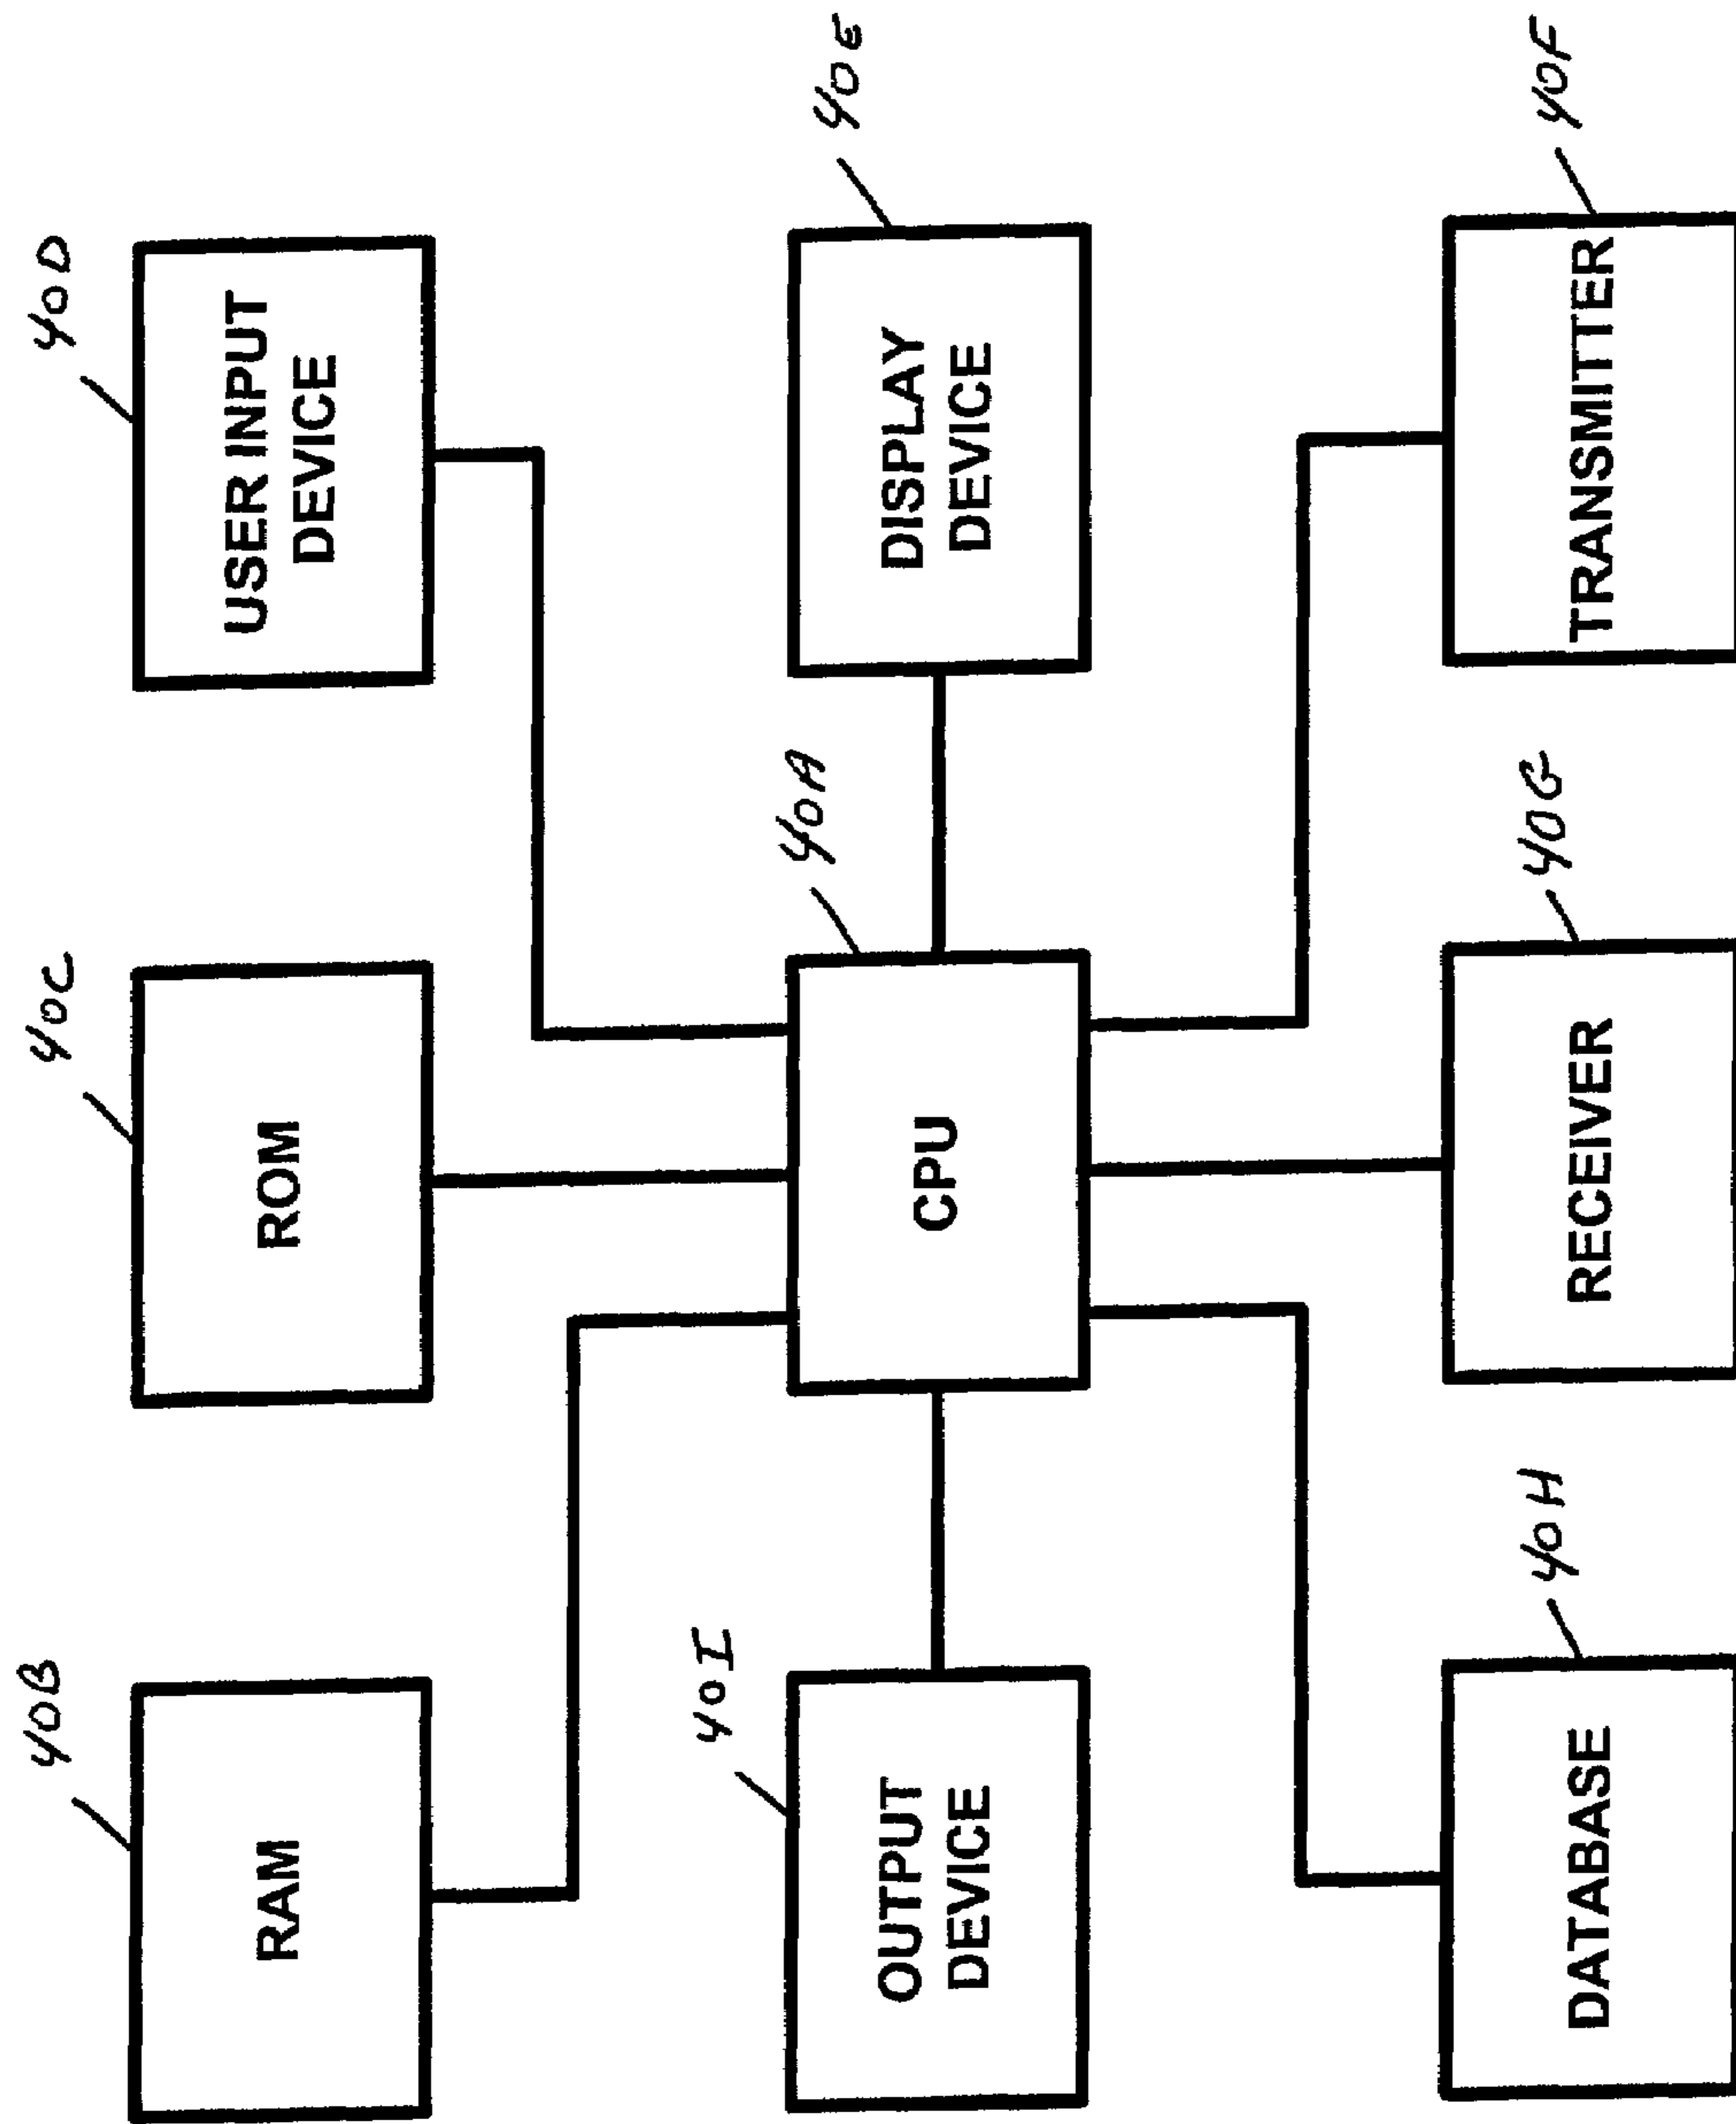 40B
40C
40D
RAM
ROM
USER INPUT
DEVICE
40I
40A
40E
OUTPUT
DEVICE
CPU
DISPLAY
DEVICE
40H
40G
40F
DATABASE
RECEIVER
TRANSMITTER